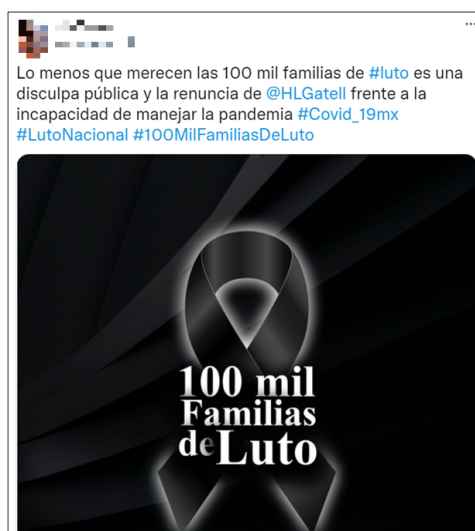 Lo menos que merecen las 100 mil familias de #luto es una
disculpa pública y la renuncia de @HLGatell frente a la
incapacidad de manejar la pandemia #Covid_19mx
#LutoNacional #100MilFamiliasDeLuto
100 mil
Familias
de Luto